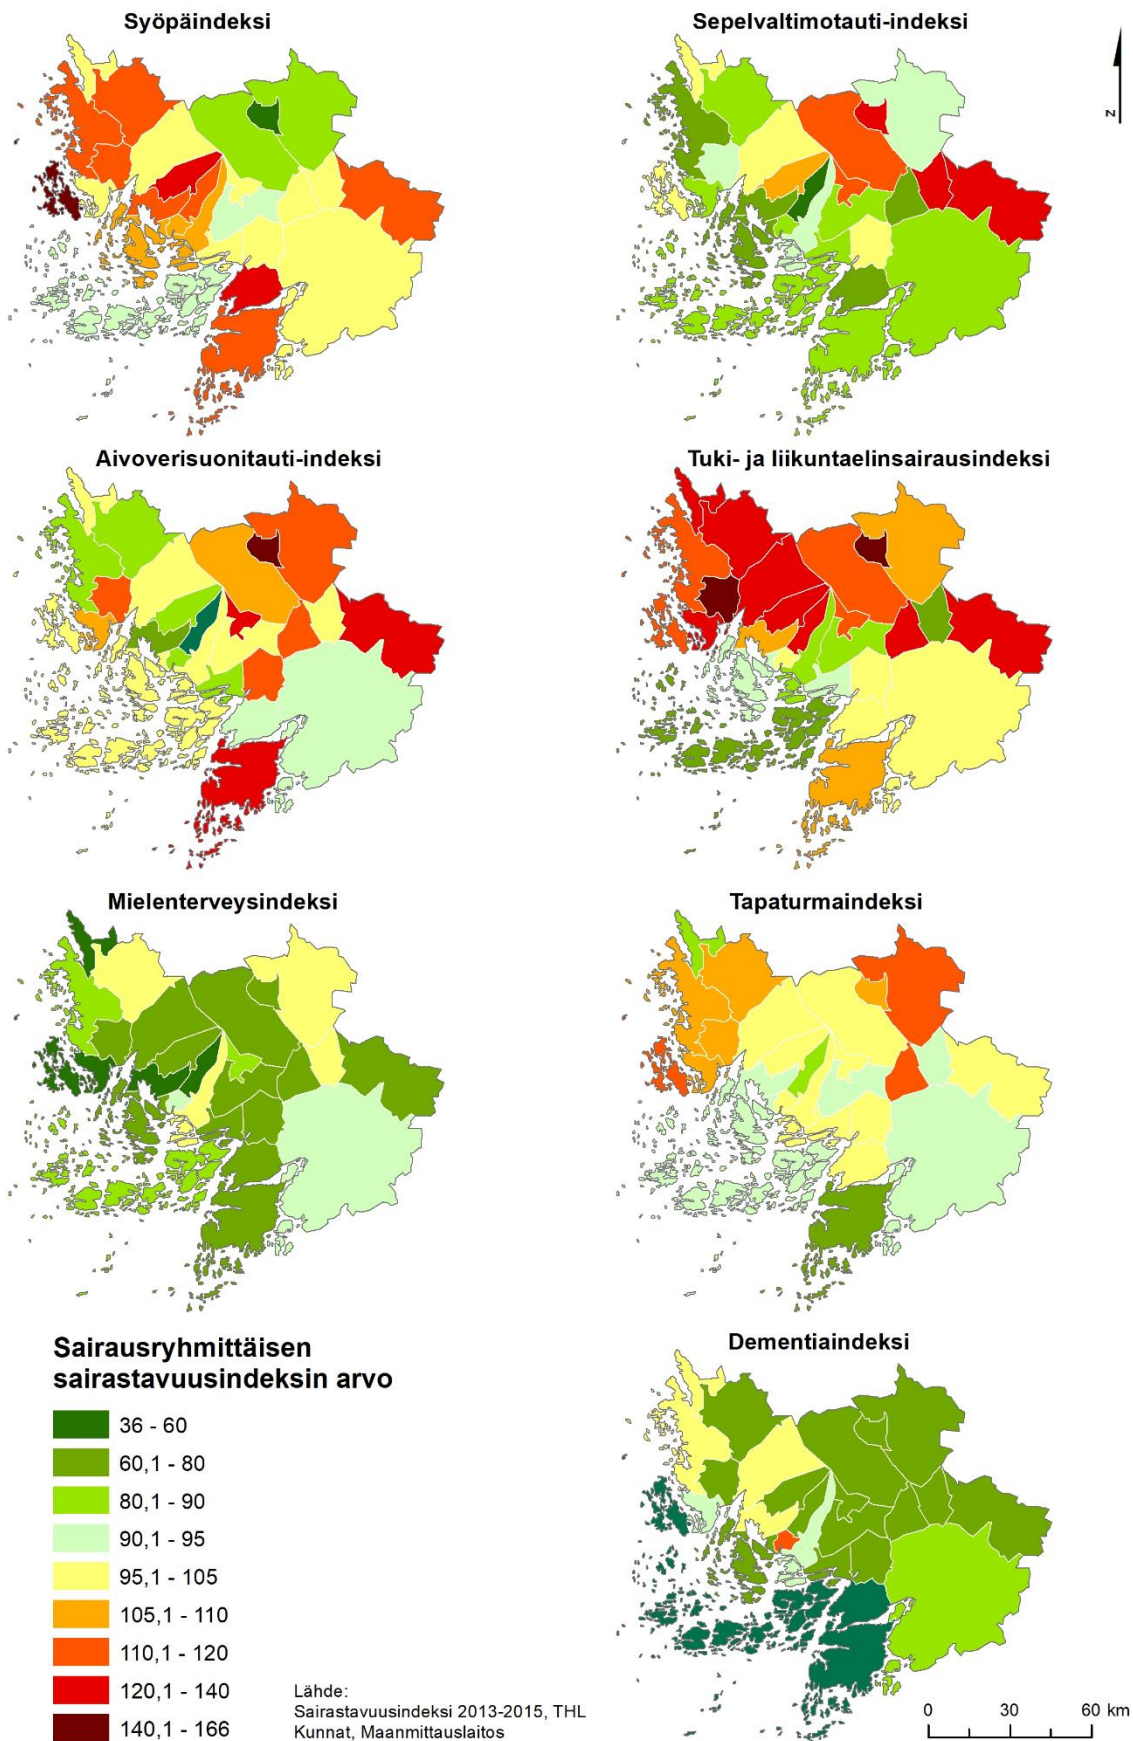 Syöpäindeksi
Sepelvaltimotauti-indeksi
N
Aivoverisuonitauti-indeksi
Tuki- ja liikuntaelinsairausindeksi
Mielenterveysindeksi
Tapaturmaindeksi
Dementiaindeksi
Sairausryhmittäisen
sairastavuusindeksin arvo
36 - 60
60,1 - 80
80,1 - 90
90,1 - 95
95,1 - 105
105,1 - 110
110,1 - 120
120,1 - 140
140,1 - 166
Lähde:
Sairastavuusindeksi 2013-2015, THL
Kunnat, Maanmittauslaitos
0 30 60 km